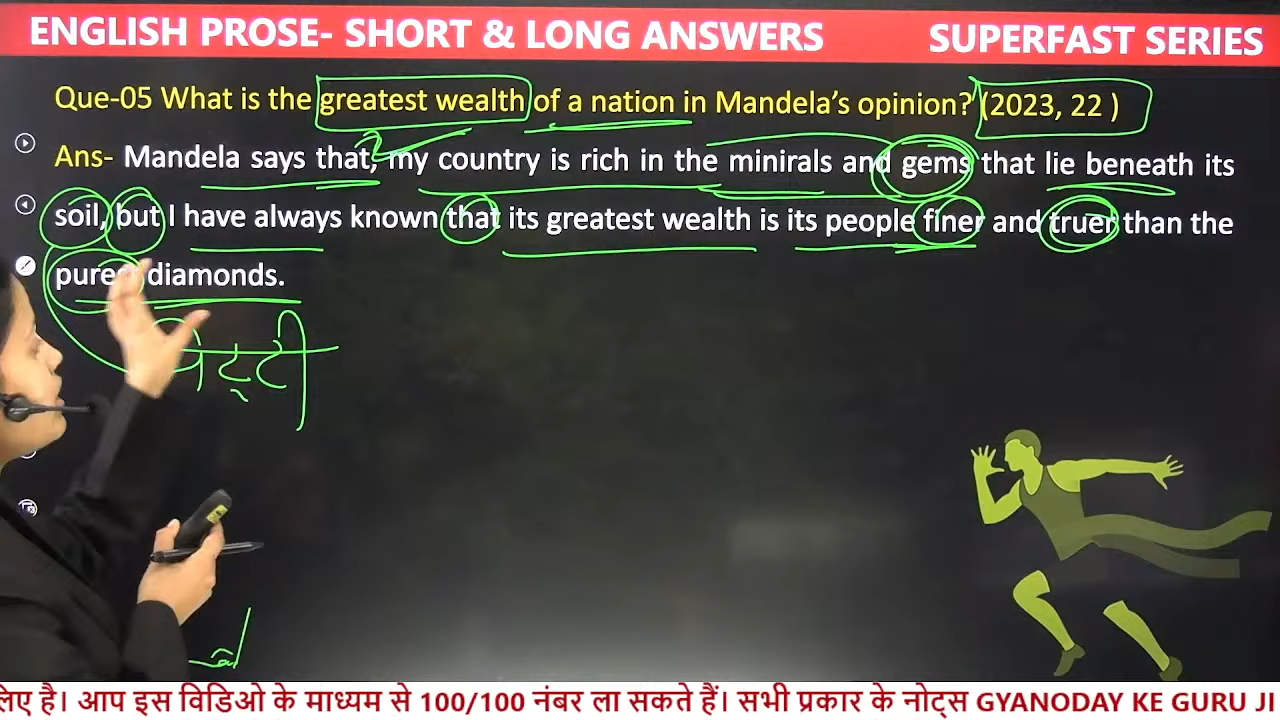 ENGLISH PROSE- SHORT & LONG ANSWERS SUPERFAST SERIES
Que-05 What is the greatest wealth of a nation in Mandela's opinion? (2023, 22 )
Ans- Mandela says that, my country is rich in the minirals and gems that lie beneath its
soil, but I have always known that its greatest wealth is its people finer and truer than the
diamonds.
लिए है। आप इस विडिओ के माध्यम से 100/100 नंबर ला सकते हैं। सभी प्रकार के नोट्स GYANODAY KE GURU JI